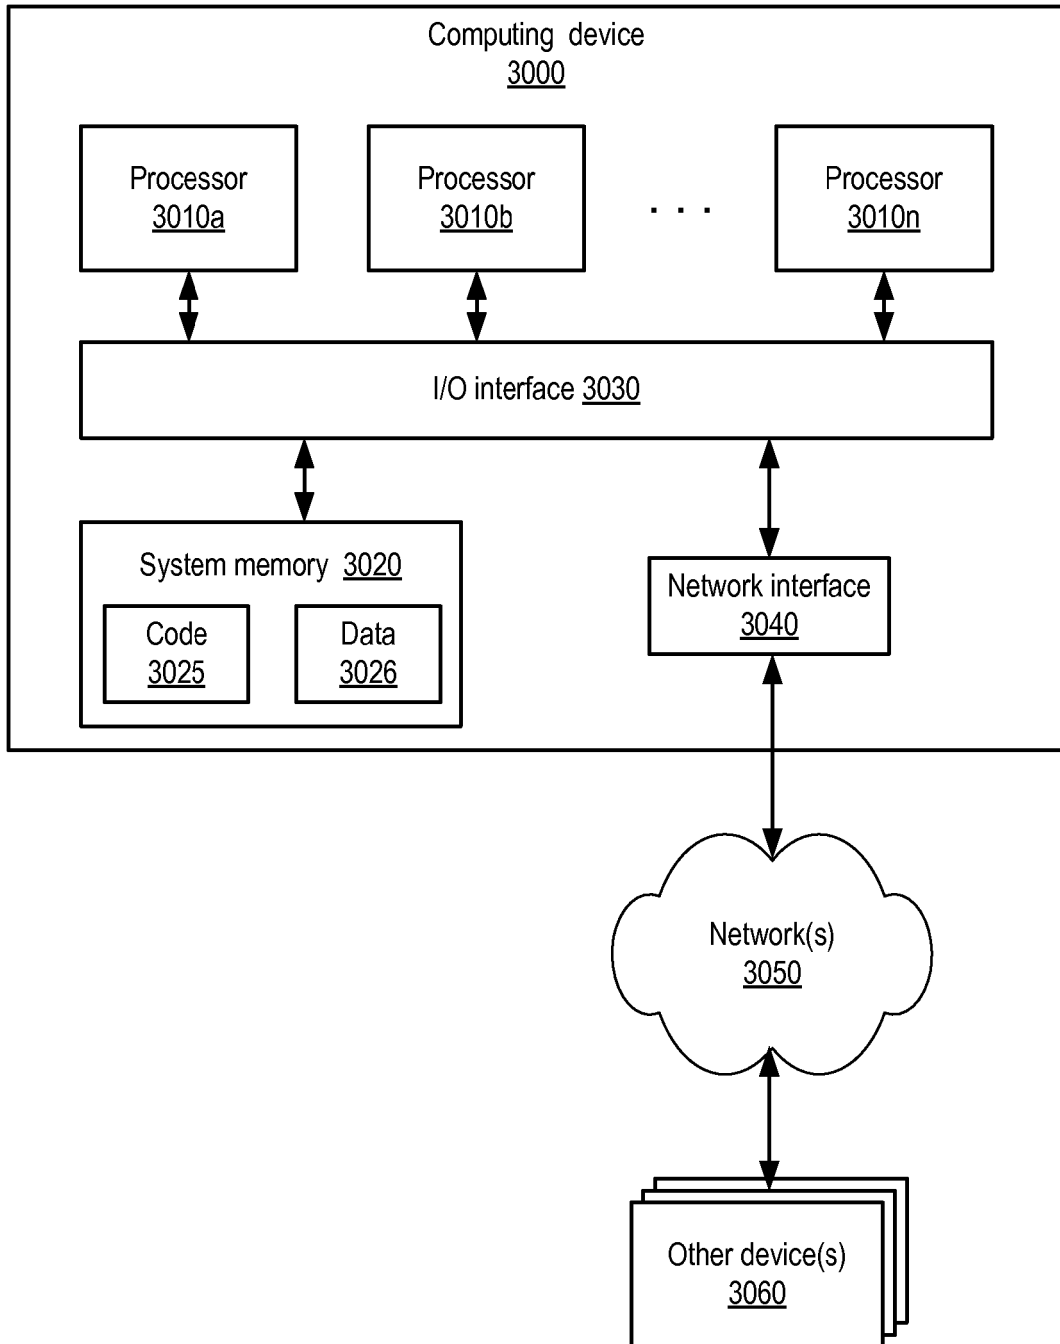 Computing device
3000
Processor
3010a
Processor
3010b
. . .
Processor
3010n
I/O interface 3030
System memory 3020
Code
3025
Data
3026
Network interface
3040
Network(s)
3050
Other device(s)
3060